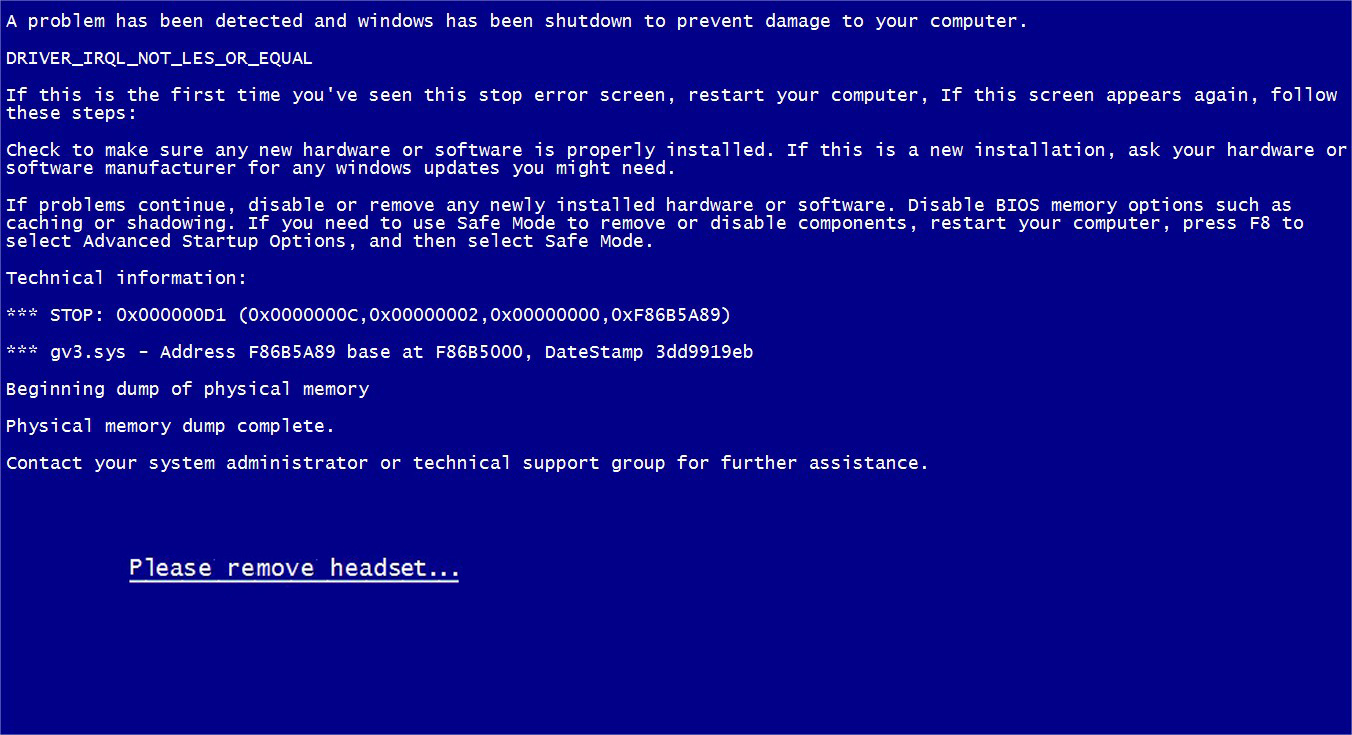 A problem has been detected and windows has been shutdown to prevent damage to your computer.
DRIVER_IRQL_NOT_LES_OR_EQUAL
If this is the first time you've seen this stop error screen, restart your computer, If this screen appears again, follow
these steps:
Check to make sure any new hardware or software is properly installed. If this is a new installation, ask your hardware or
software manufacturer for any windows updates you might need.
If problems continue, disable or remove any newly installed hardware or software. Disable BIOS memory options such as
caching or shadowing. If you need to use Safe Mode to remove or disable components, restart your computer, press F8 to
select Advanced Startup Options, and then select Safe Mode.
Technical information:
*** STOP: 0x000000D1 (0x0000000C,0x00000002,0x00000000,0xF86B5A89)
*** gv3.sys - Address F86B5A89 base at F86B5000, DateStamp 3dd9919eb
Beginning dump of physical memory
Physical memory dump complete.
Contact your system administrator or technical support group for further assistance.
Please remove headset...